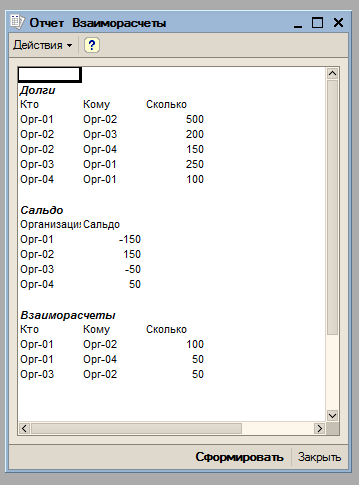 Отчет Взаиморасчеты
Действия ?
Долги
Кто Кому Сколько
Орг-01 Орг-02 500
Орг-02 Орг-03 200
Орг-02 Орг-04 150
Орг-03 Орг-01 250
Орг-04 Орг-01 100
Сальдо
Организаци Сальдо
Орг-01 -150
Орг-02 150
Орг-03 -50
Орг-04 50
Взаиморасчеты
Кто Кому Сколько
Орг-01 Орг-02 100
Орг-01 Орг-04 50
Орг-03 Орг-02 50
Сформировать Закрыть